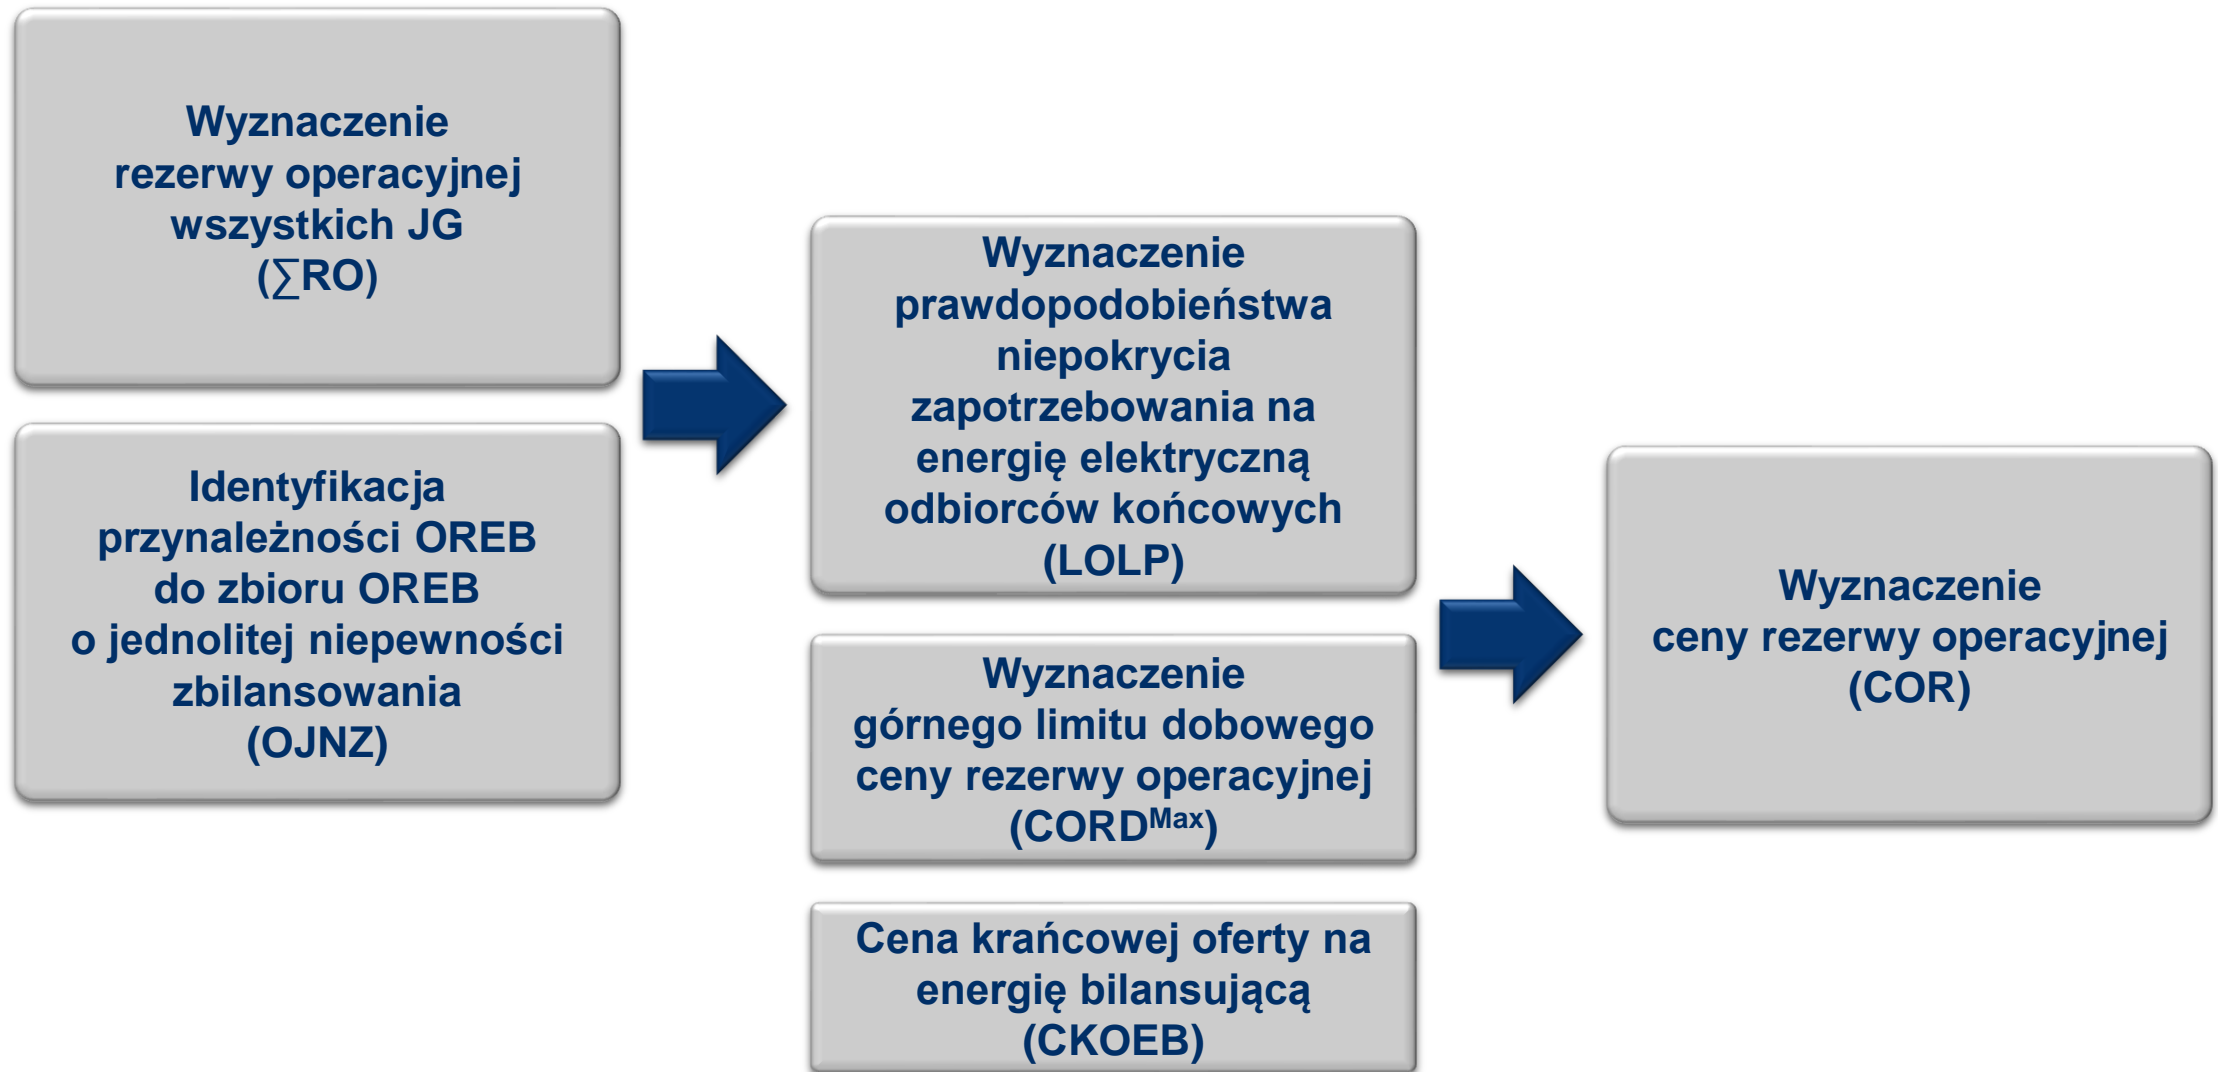 Wyznaczenie
rezerwy operacyjnej
wszystkich JG
(∑RO)
Identyfikacja
przynależności OREB
do zbioru OREB
o jednolitej niepewności
zbilansowania
(OJNZ)
Wyznaczenie
prawdopodobieństwa
niepokrycia
zapotrzebowania na
energię elektryczną
odbiorców końcowych
(LOLP)
Wyznaczenie
górnego limitu dobowego
ceny rezerwy operacyjnej
(CORDᴹᵃˣ)
Cena krańcowej oferty na
energię bilansującą
(CKOEB)
Wyznaczenie
ceny rezerwy operacyjnej
(COR)